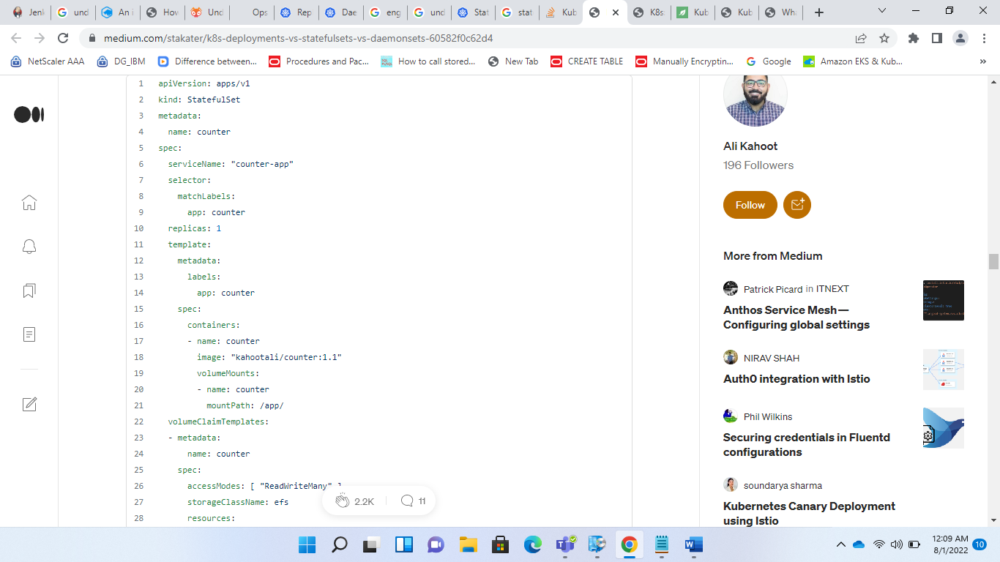 Jenk
und
An i
How
Und
Ops
Rep
Dae
eng
und
Stat
stat
Kub
K8s
Kub
Kub
Wha
medium.com/stakater/k8s-deployments-vs-statefulsets-vs-daemonsets-60582f0c62d4
NetScaler AAA
DG_IBM
Difference between...
Procedures and Pac...
How to call stored...
New Tab
CREATE TABLE
Manually Encryptin...
Google
Amazon EKS & Kub...
»
1 apiVersion: apps/v1
2 kind: StatefulSet
3 metadata:
4 name: counter
5 spec:
6 serviceName: "counter-app"
7 selector:
8 matchLabels:
9 app: counter
10 replicas: 1
11 template:
12 metadata:
13 labels:
14 app: counter
15 spec:
16 containers:
17 - name: counter
18 image: "kahootali/counter:1.1"
19 volumeMounts:
20 - name: counter
21 mountPath: /app/
22 volumeClaimTemplates:
23 - metadata:
24 name: counter
25 spec:
26 accessModes: [ "ReadWriteMany" ]
27 storageClassName: efs
28 resources:
2.2K
11
Ali Kahoot
196 Followers
Follow
More from Medium
Patrick Picard in ITNEXT
Anthos Service Mesh —
Configuring global settings
NIRAV SHAH
Auth0 integration with Istio
Phil Wilkins
Securing credentials in Fluentd
configurations
soundarya sharma
Kubernetes Canary Deployment
using Istio
12:09 AM
8/1/2022
10